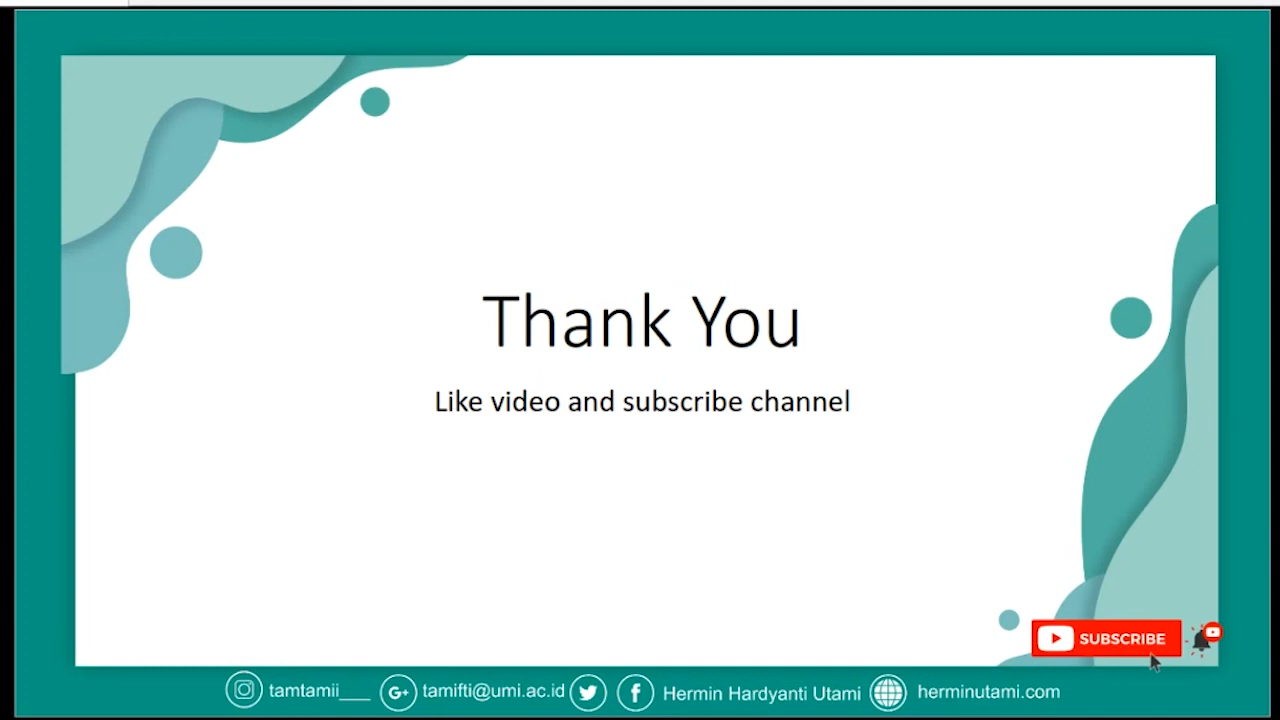 Thank You
Like video and subscribe channel
SUBSCRIBE
tamtamii___ G+ tamifti@umi.ac.id Hermin Hardyanti Utami herminutami.com